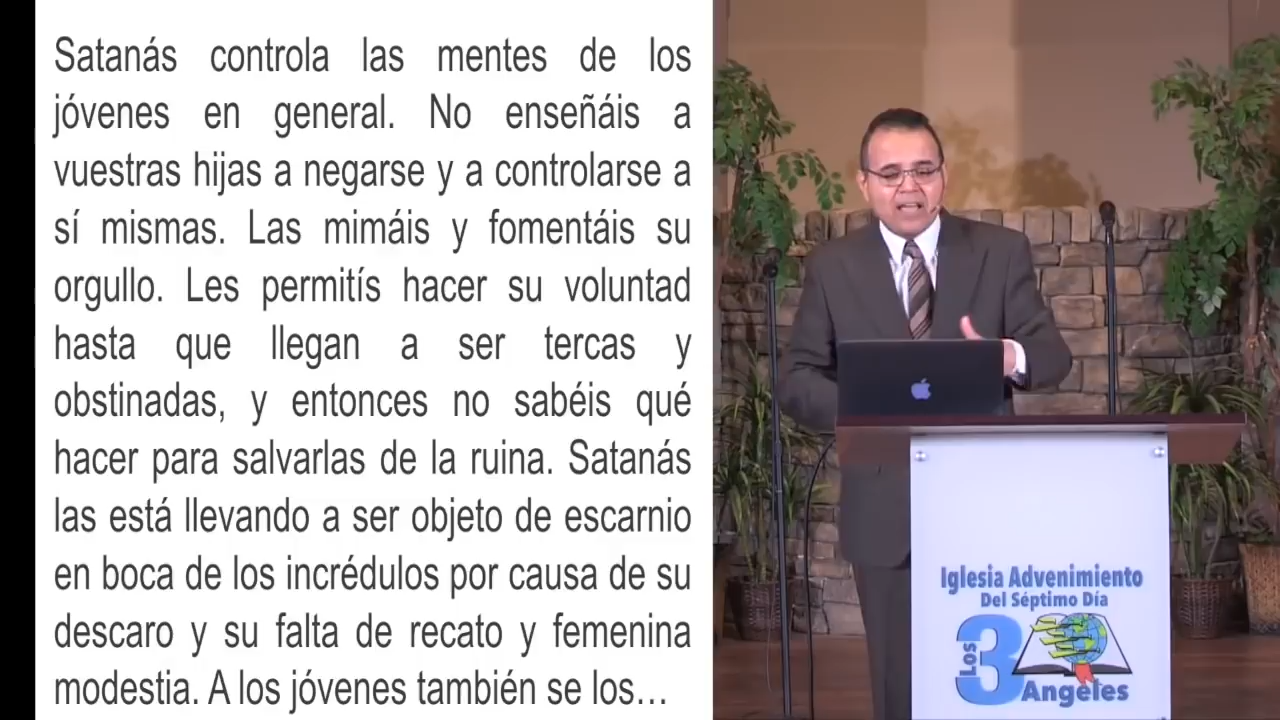 Satanás controla las mentes de los
jóvenes en general. No enseñáis a
vuestras hijas a negarse y a controlarse a
sí mismas. Las mimáis y fomentáis su
orgullo. Les permitís hacer su voluntad
hasta que llegan a ser tercas y
obstinadas, y entonces no sabéis qué
hacer para salvarlas de la ruina. Satanás
las está llevando a ser objeto de escarnio
en boca de los incrédulos por causa de su
descaro y su falta de recato y femenina
modestia. A los jóvenes también se los...
Iglesia Advenimiento
Del Séptimo Día
Los
3
Angeles